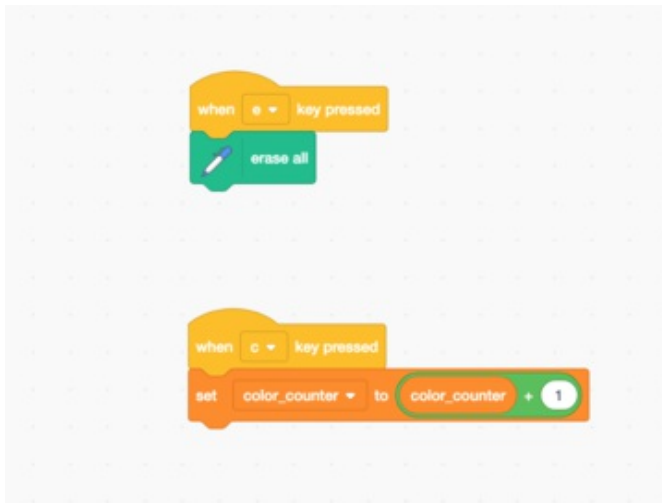 when e key pressed
erase all
when c key pressed
set color_counter to color_counter + 1